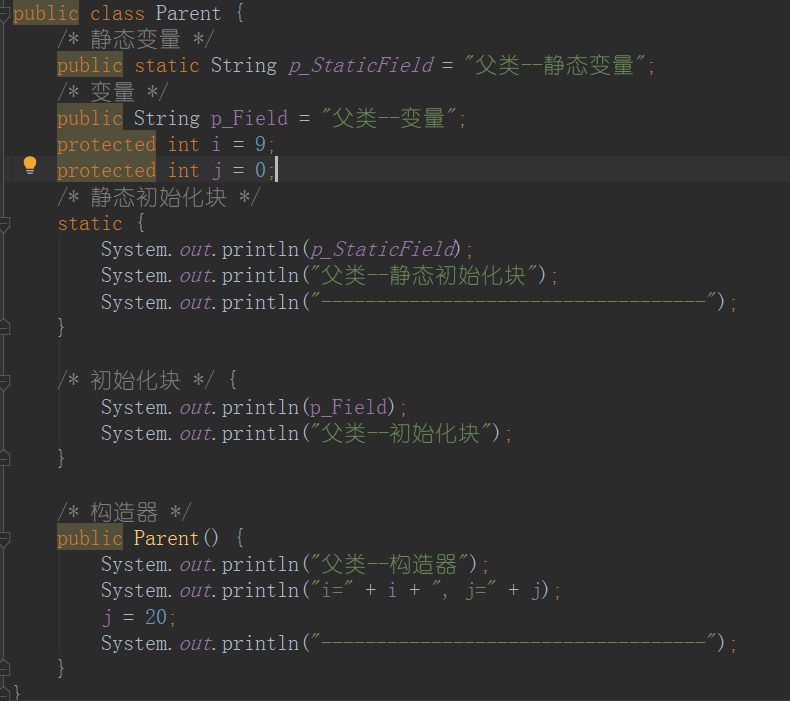 public class Parent {
    /* 静态变量 */
    public static String p_StaticField = "父类--静态变量";
    /* 变量 */
    public String p_Field = "父类--变量";
    protected int i = 9;
    protected int j = 0;
    /* 静态初始化块 */
    static {
        System.out.println(p_StaticField);
        System.out.println("父类--静态初始化块");
        System.out.println("-----------------------------------");
    }

    /* 初始化块 */ {
        System.out.println(p_Field);
        System.out.println("父类--初始化块");
    }

    /* 构造器 */
    public Parent() {
        System.out.println("父类--构造器");
        System.out.println("i=" + i + ", j=" + j);
        j = 20;
        System.out.println("-----------------------------------");
    }
}